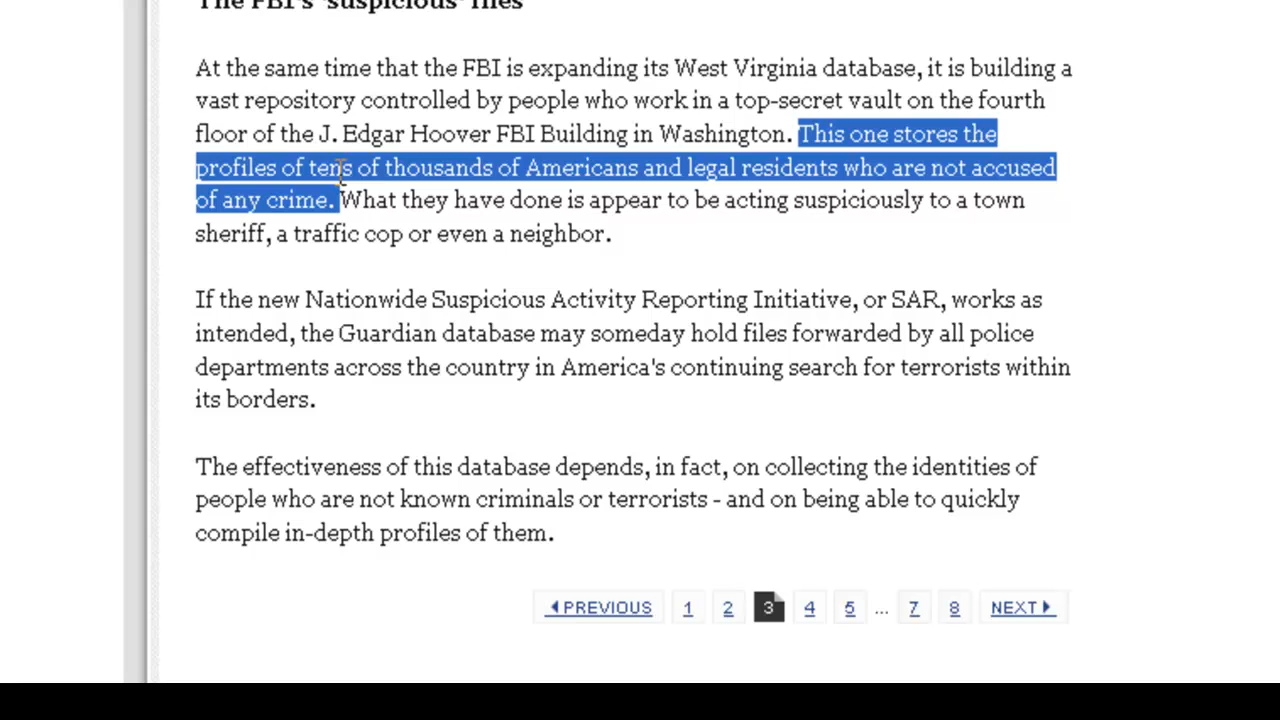 The FBI's 'suspicious' files
At the same time that the FBI is expanding its West Virginia database, it is building a
vast repository controlled by people who work in a top-secret vault on the fourth
floor of the J. Edgar Hoover FBI Building in Washington. This one stores the
profiles of tens of thousands of Americans and legal residents who are not accused
of any crime. What they have done is appear to be acting suspiciously to a town
sheriff, a traffic cop or even a neighbor.
If the new Nationwide Suspicious Activity Reporting Initiative, or SAR, works as
intended, the Guardian database may someday hold files forwarded by all police
departments across the country in America's continuing search for terrorists within
its borders.
The effectiveness of this database depends, in fact, on collecting the identities of
people who are not known criminals or terrorists - and on being able to quickly
compile in-depth profiles of them.
PREVIOUS 1 2 3 4 5 ... 7 8 NEXT